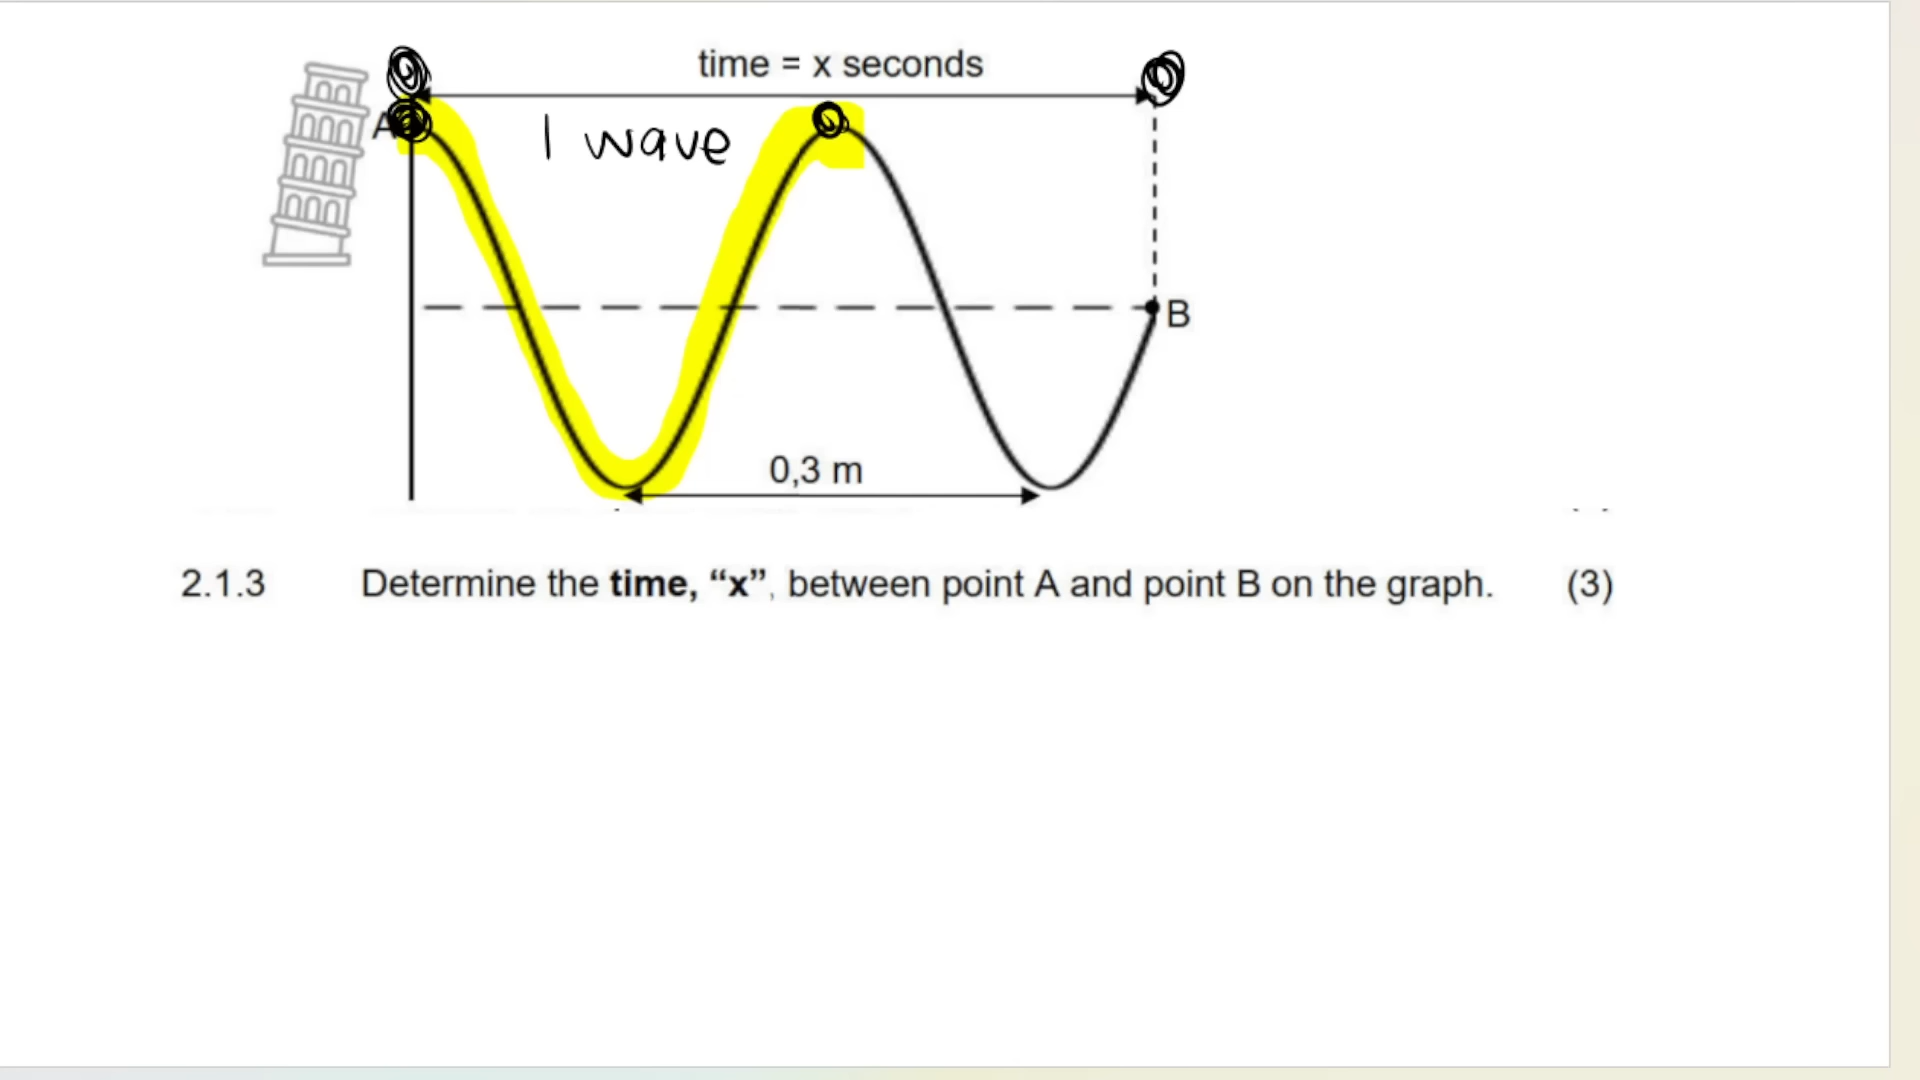 time = x seconds
A
1 wave
B
0,3 m
2.1.3 Determine the time, “x”, between point A and point B on the graph. (3)